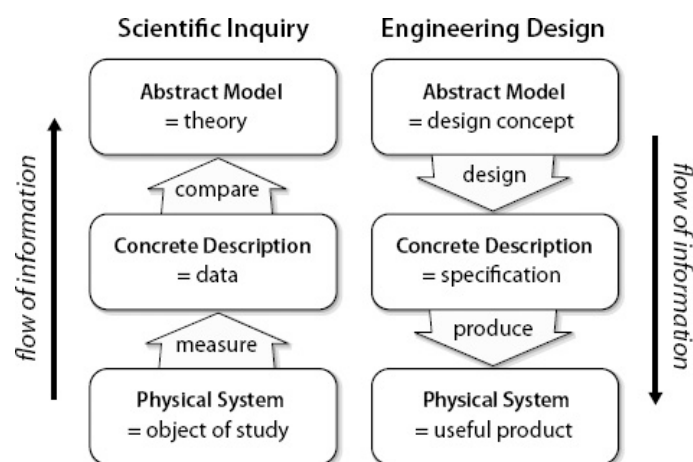 Scientific Inquiry
Abstract Model
= theory
compare
Concrete Description
= data
measure
Physical System
= object of study
flow of information
Engineering Design
Abstract Model
= design concept
design
Concrete Description
= specification
produce
Physical System
= useful product
flow of information